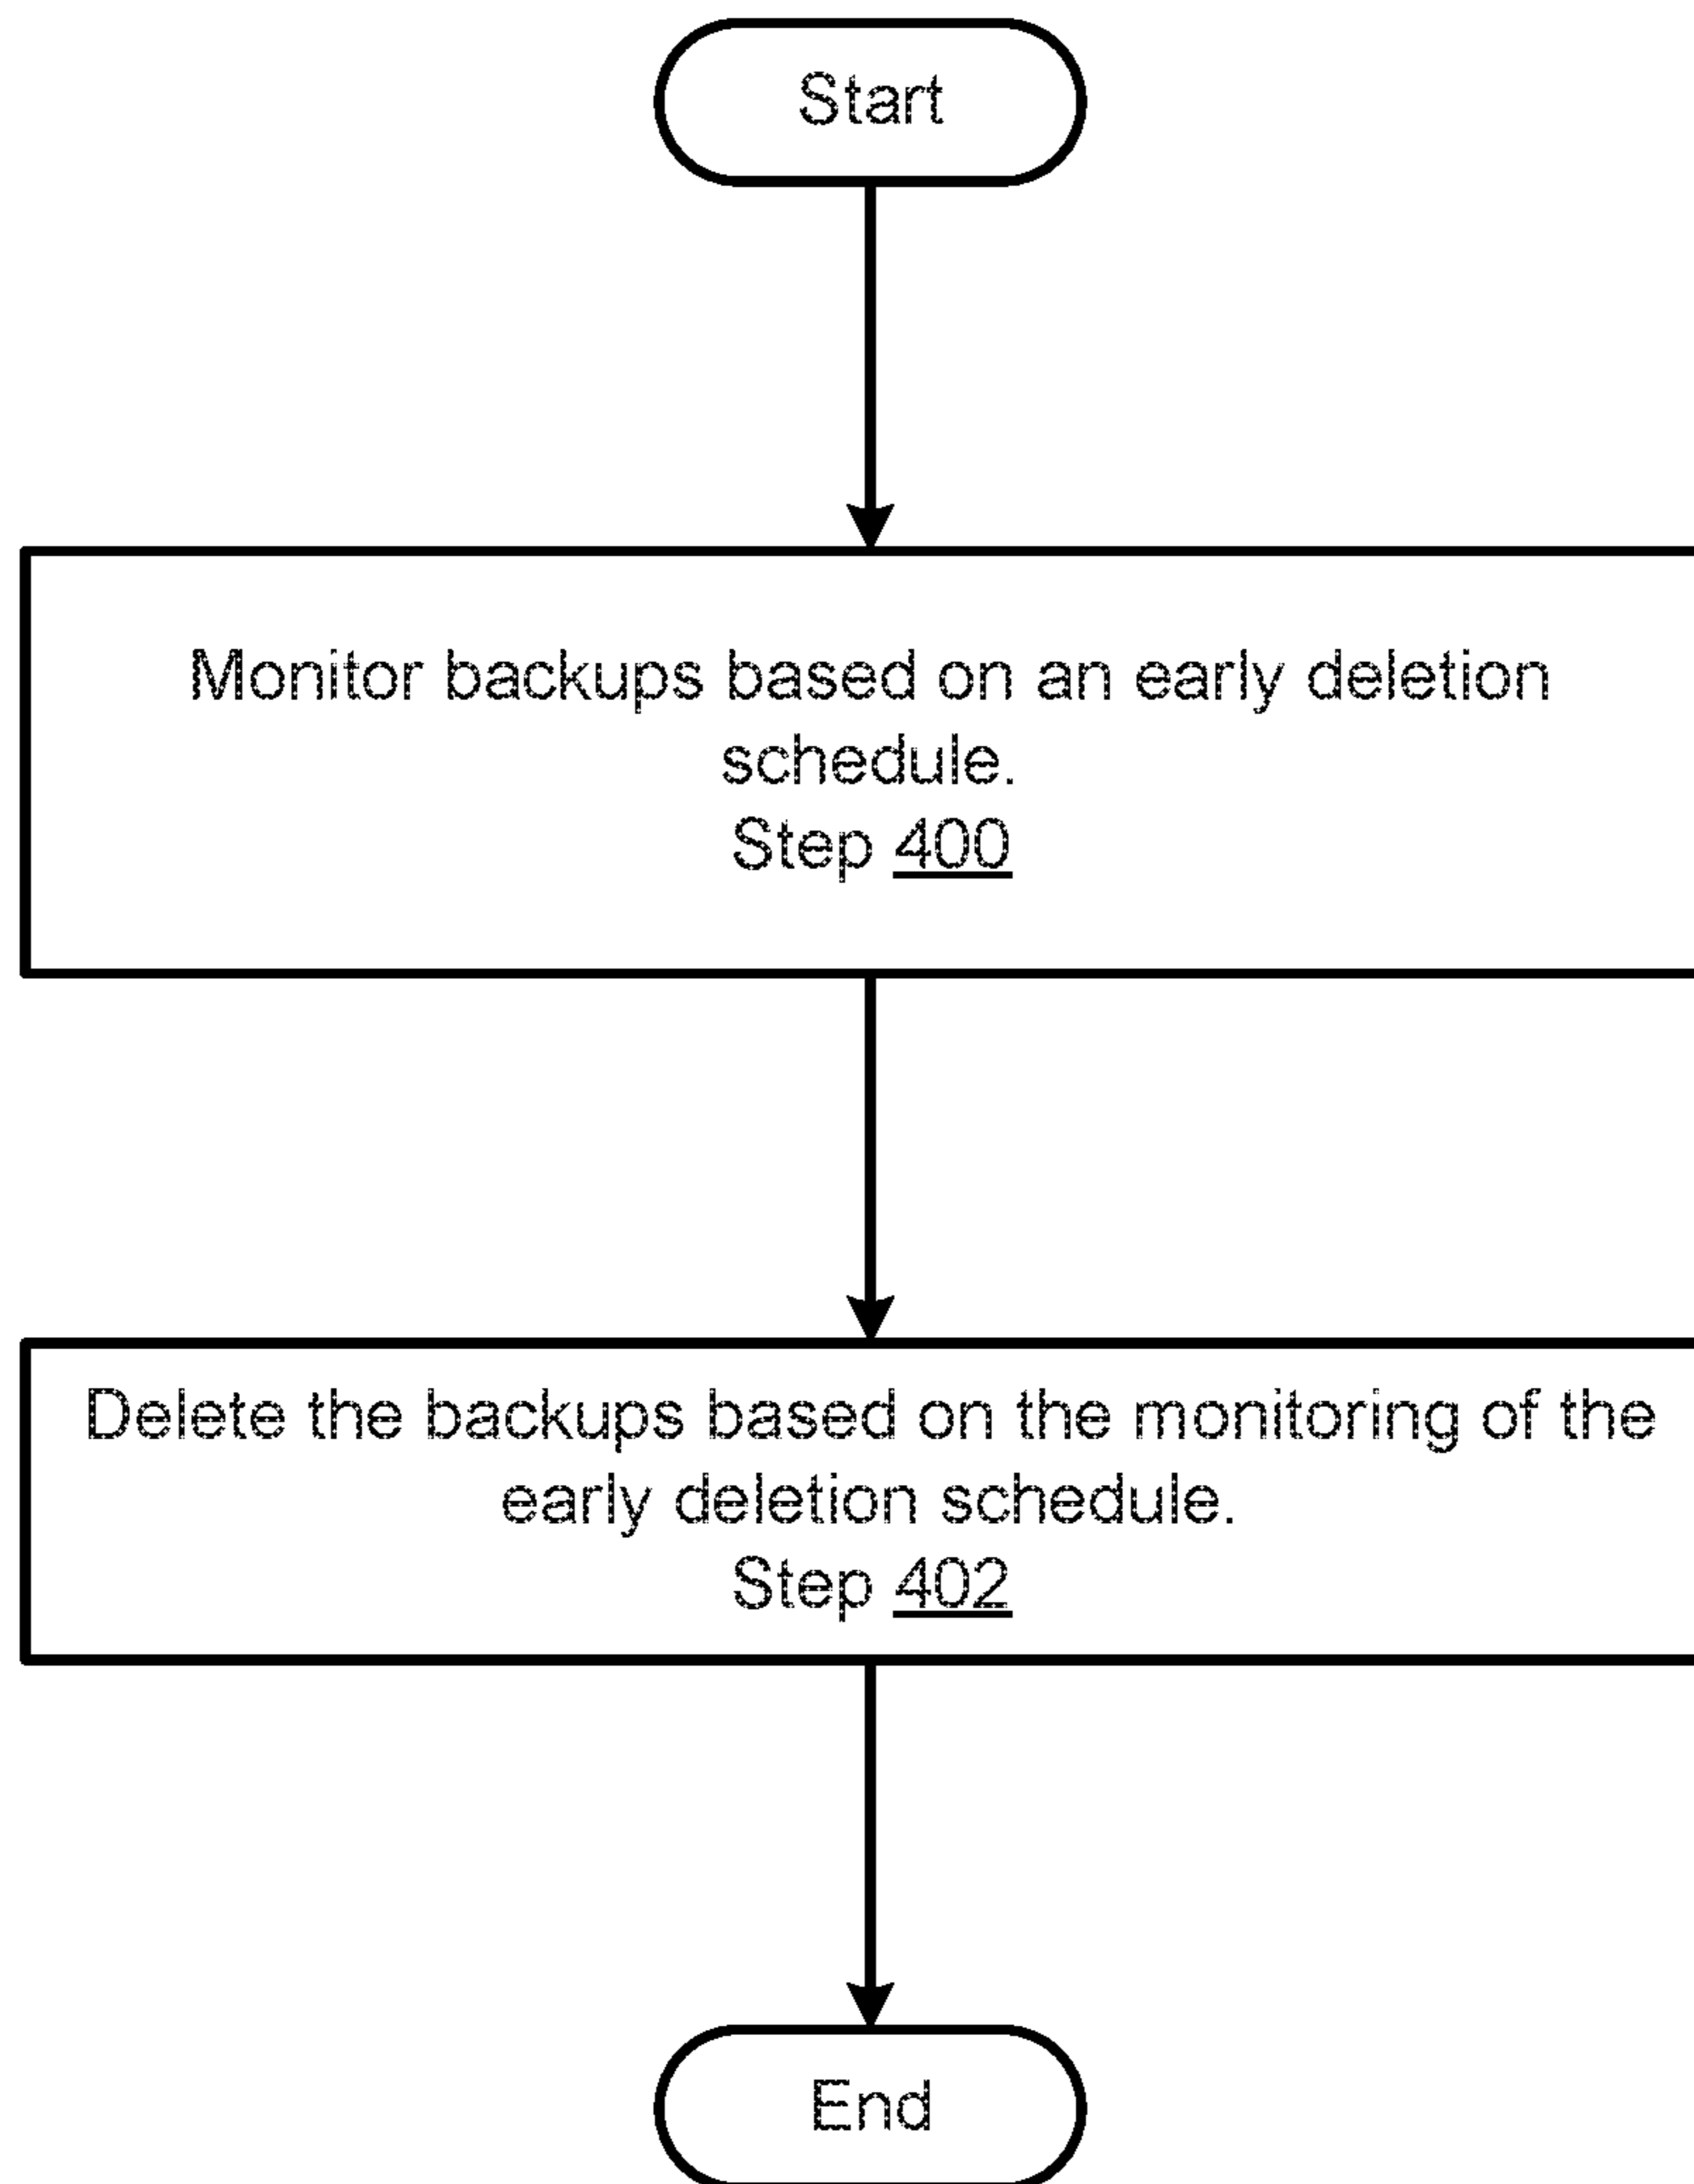 Start
Monitor backups based on an early deletion
schedule.
Step 400
Delete the backups based on the monitoring of the
early deletion schedule.
Step 402
End